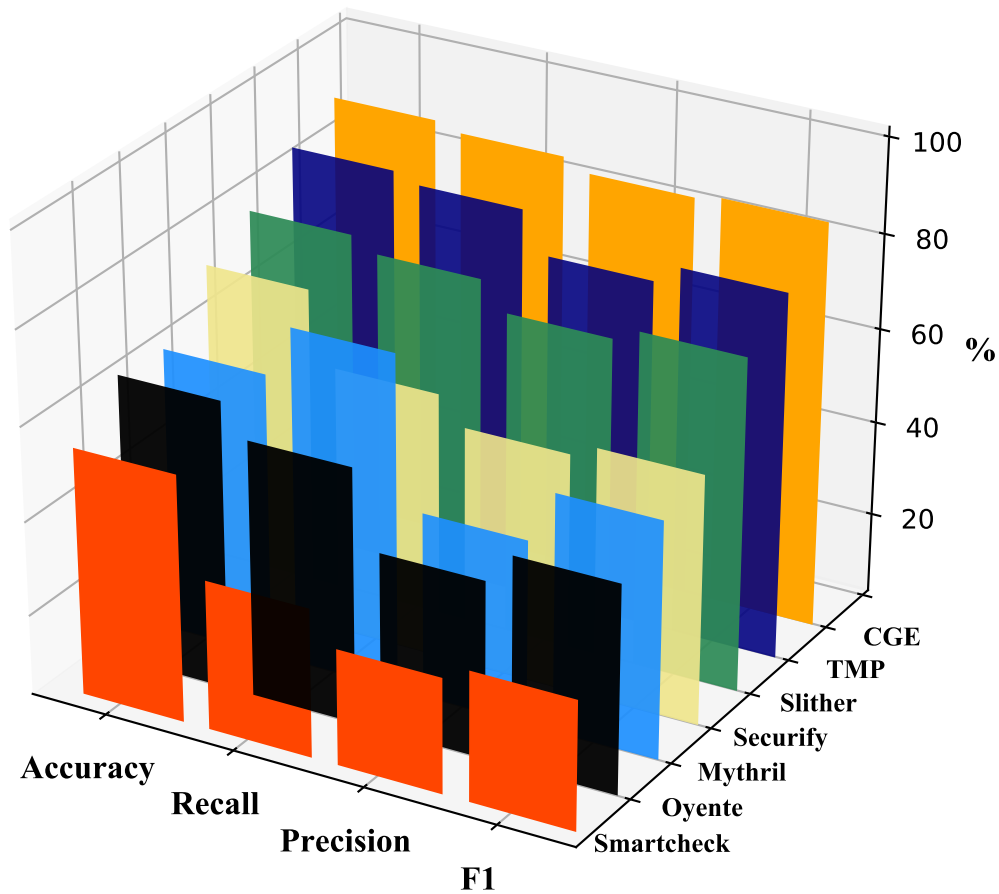 100
80
60
%
40
20
CGE
TMP
Slither
Securify
Mythril
Oyente
Smartcheck
Accuracy
Recall
Precision
F1